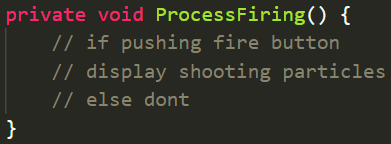 private void ProcessFiring() {
    // if pushing fire button
    // display shooting particles
    // else dont
}